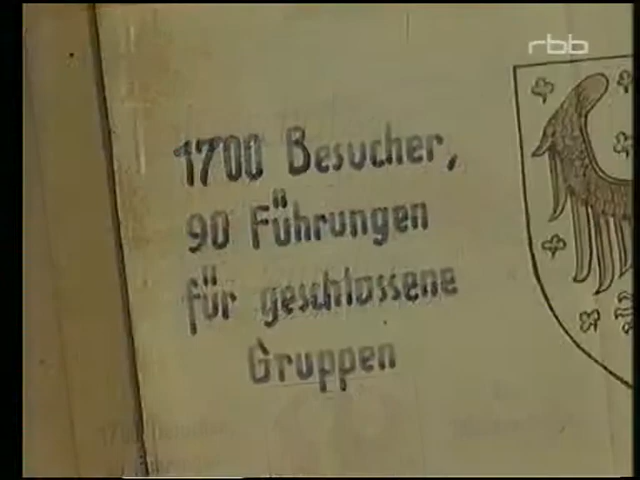 rbb
1700 Besucher,
90 Führungen
für geschlossene
Gruppen